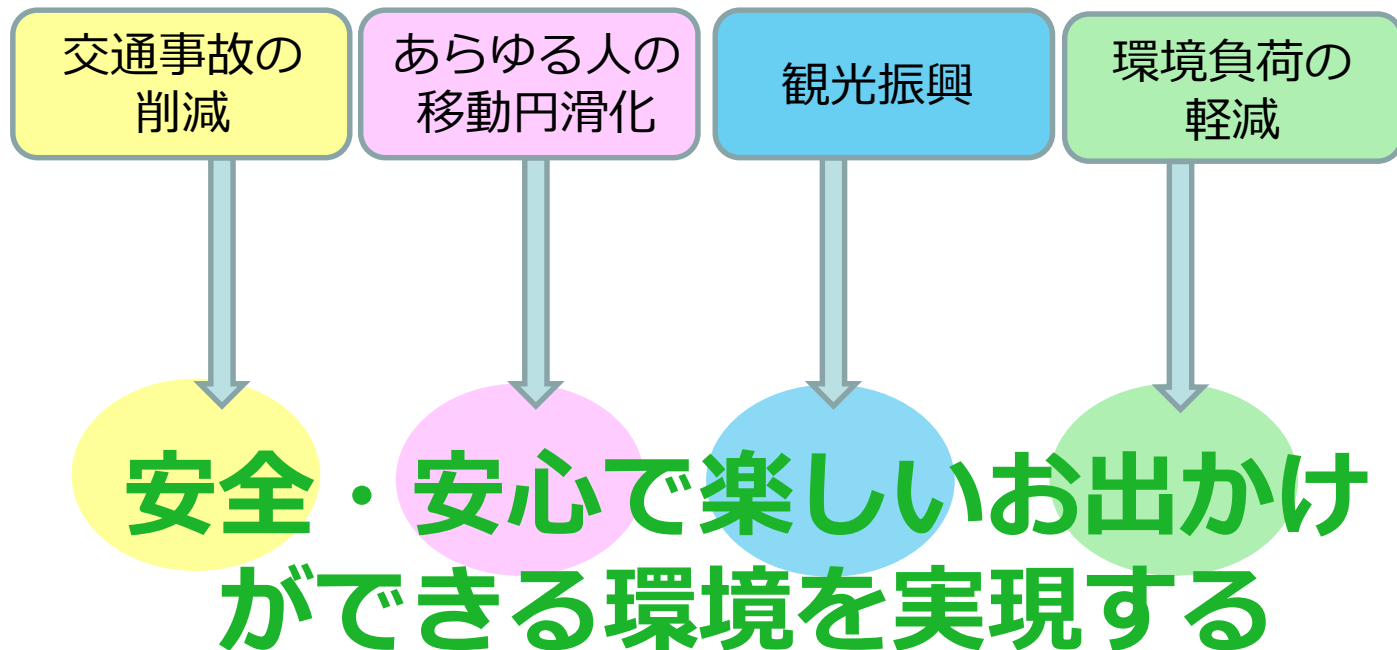 交通事故の
削減
あらゆる人の
移動円滑化
観光振興
環境負荷の
軽減
安全・安心で楽しいお出かけ
ができる環境を実現する